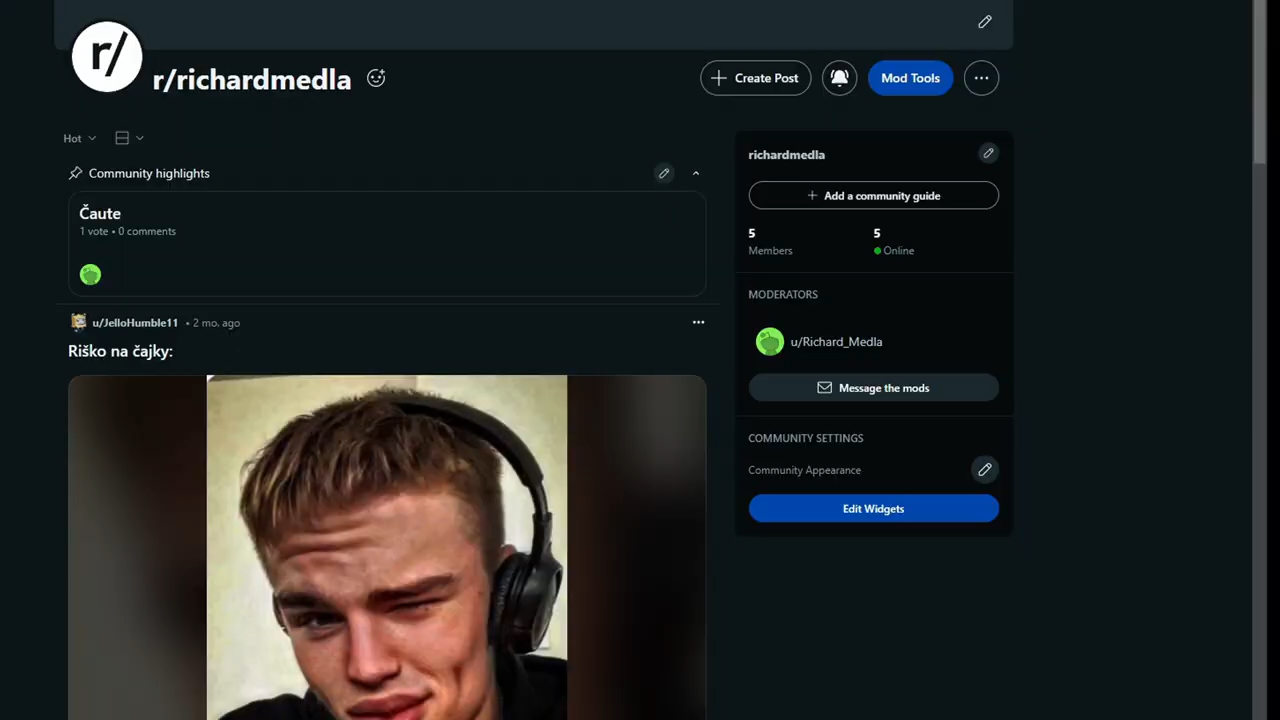 r/
r/richardmedla
Create Post
Mod Tools
Hot
Community highlights
Čaute
1 vote • 0 comments
u/JelloHumble11 • 2 mo. ago
Riško na čajky:
richardmedla
Add a community guide
5 5
Members Online
MODERATORS
u/Richard_Medla
Message the mods
COMMUNITY SETTINGS
Community Appearance
Edit Widgets